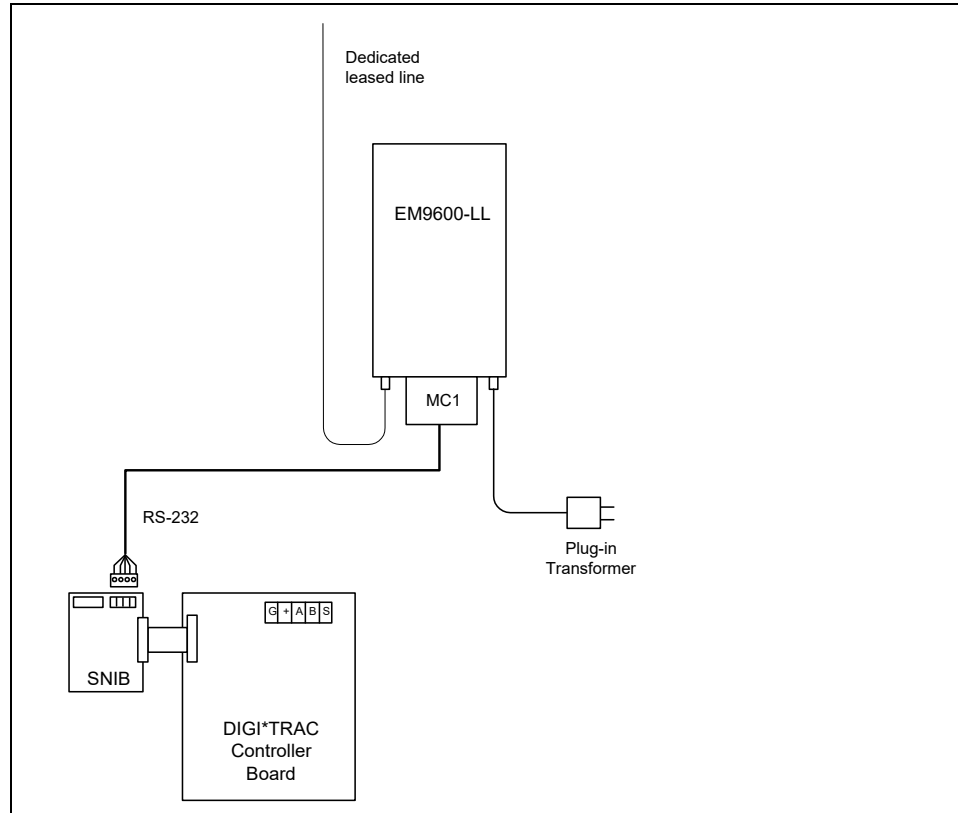 Dedicated
leased line
EM9600-LL
MC1
RS-232
Plug-in
Transformer
G + A B S
SNIB
DIGI*TRAC
Controller
Board